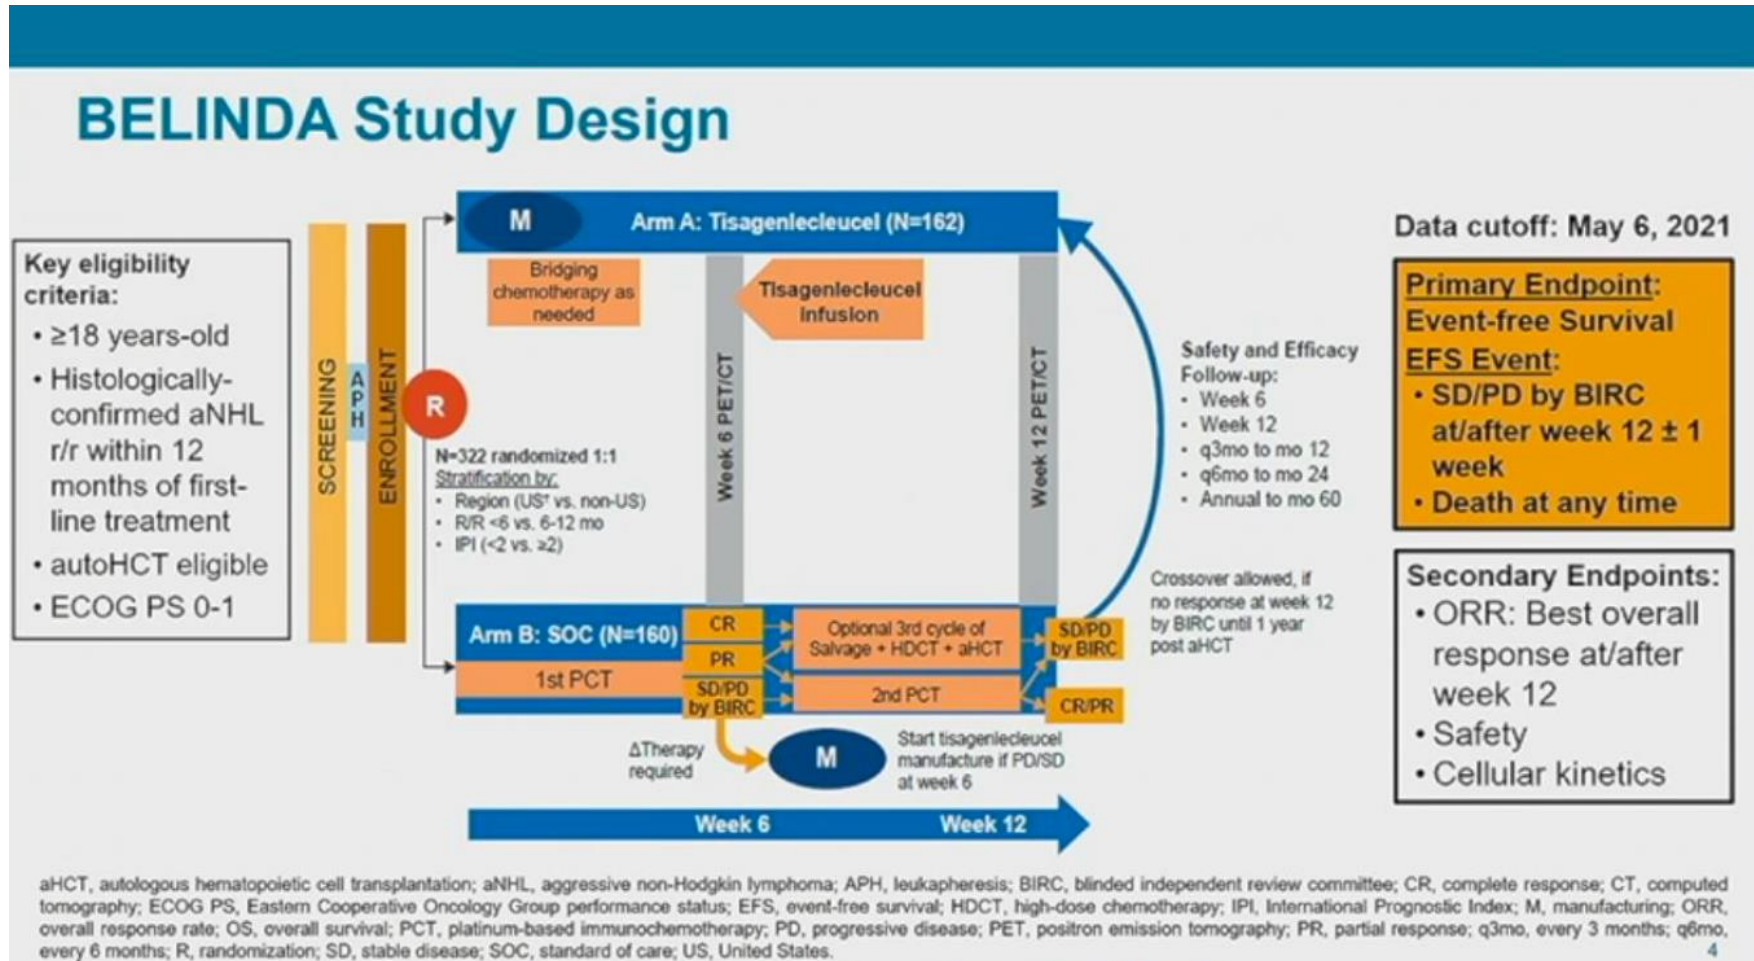 BELINDA Study Design
Key eligibility
criteria:
• ≥18 years-old
• Histologically-
confirmed aNHL
r/r within 12
months of first-
line treatment
• autoHCT eligible
• ECOG PS 0-1
SCREENING
APH
ENROLLMENT
R
N=322 randomized 1:1
Stratification by:
• Region (US* vs. non-US)
• R/R <6 vs. 6-12 mo
• IPI (<2 vs. ≥2)
M
Arm A: Tisagenlecleucel (N=162)
Bridging
chemotherapy as
needed
Week 6 PET/CT
Tisagenlecleucel
Infusion
Week 12 PET/CT
Arm B: SOC (N=160)
1st PCT
CR
PR
SD/PD
by BIRC
Optional 3rd cycle of
Salvage + HDCT + aHCT
2nd PCT
SD/PD
by BIRC
CR/PR
ΔTherapy
required
M
Start tisagenlecleucel
manufacture if PD/SD
at week 6
Week 6
Week 12
Safety and Efficacy
Follow-up:
• Week 6
• Week 12
• q3mo to mo 12
• q6mo to mo 24
• Annual to mo 60
Crossover allowed, if
no response at week 12
by BIRC until 1 year
post aHCT
Data cutoff: May 6, 2021
Primary Endpoint:
Event-free Survival
EFS Event:
• SD/PD by BIRC
at/after week 12 ± 1
week
• Death at any time
Secondary Endpoints:
• ORR: Best overall
response at/after
week 12
• Safety
• Cellular kinetics
aHCT, autologous hematopoietic cell transplantation; aNHL, aggressive non-Hodgkin lymphoma; APH, leukapheresis; BIRC, blinded independent review committee; CR, complete response; CT, computed
tomography; ECOG PS, Eastern Cooperative Oncology Group performance status; EFS, event-free survival; HDCT, high-dose chemotherapy; IPI, International Prognostic Index; M, manufacturing; ORR,
overall response rate; OS, overall survival; PCT, platinum-based immunochemotherapy; PD, progressive disease; PET, positron emission tomography; PR, partial response; q3mo, every 3 months; q6mo,
every 6 months; R, randomization; SD, stable disease; SOC, standard of care; US, United States.
4